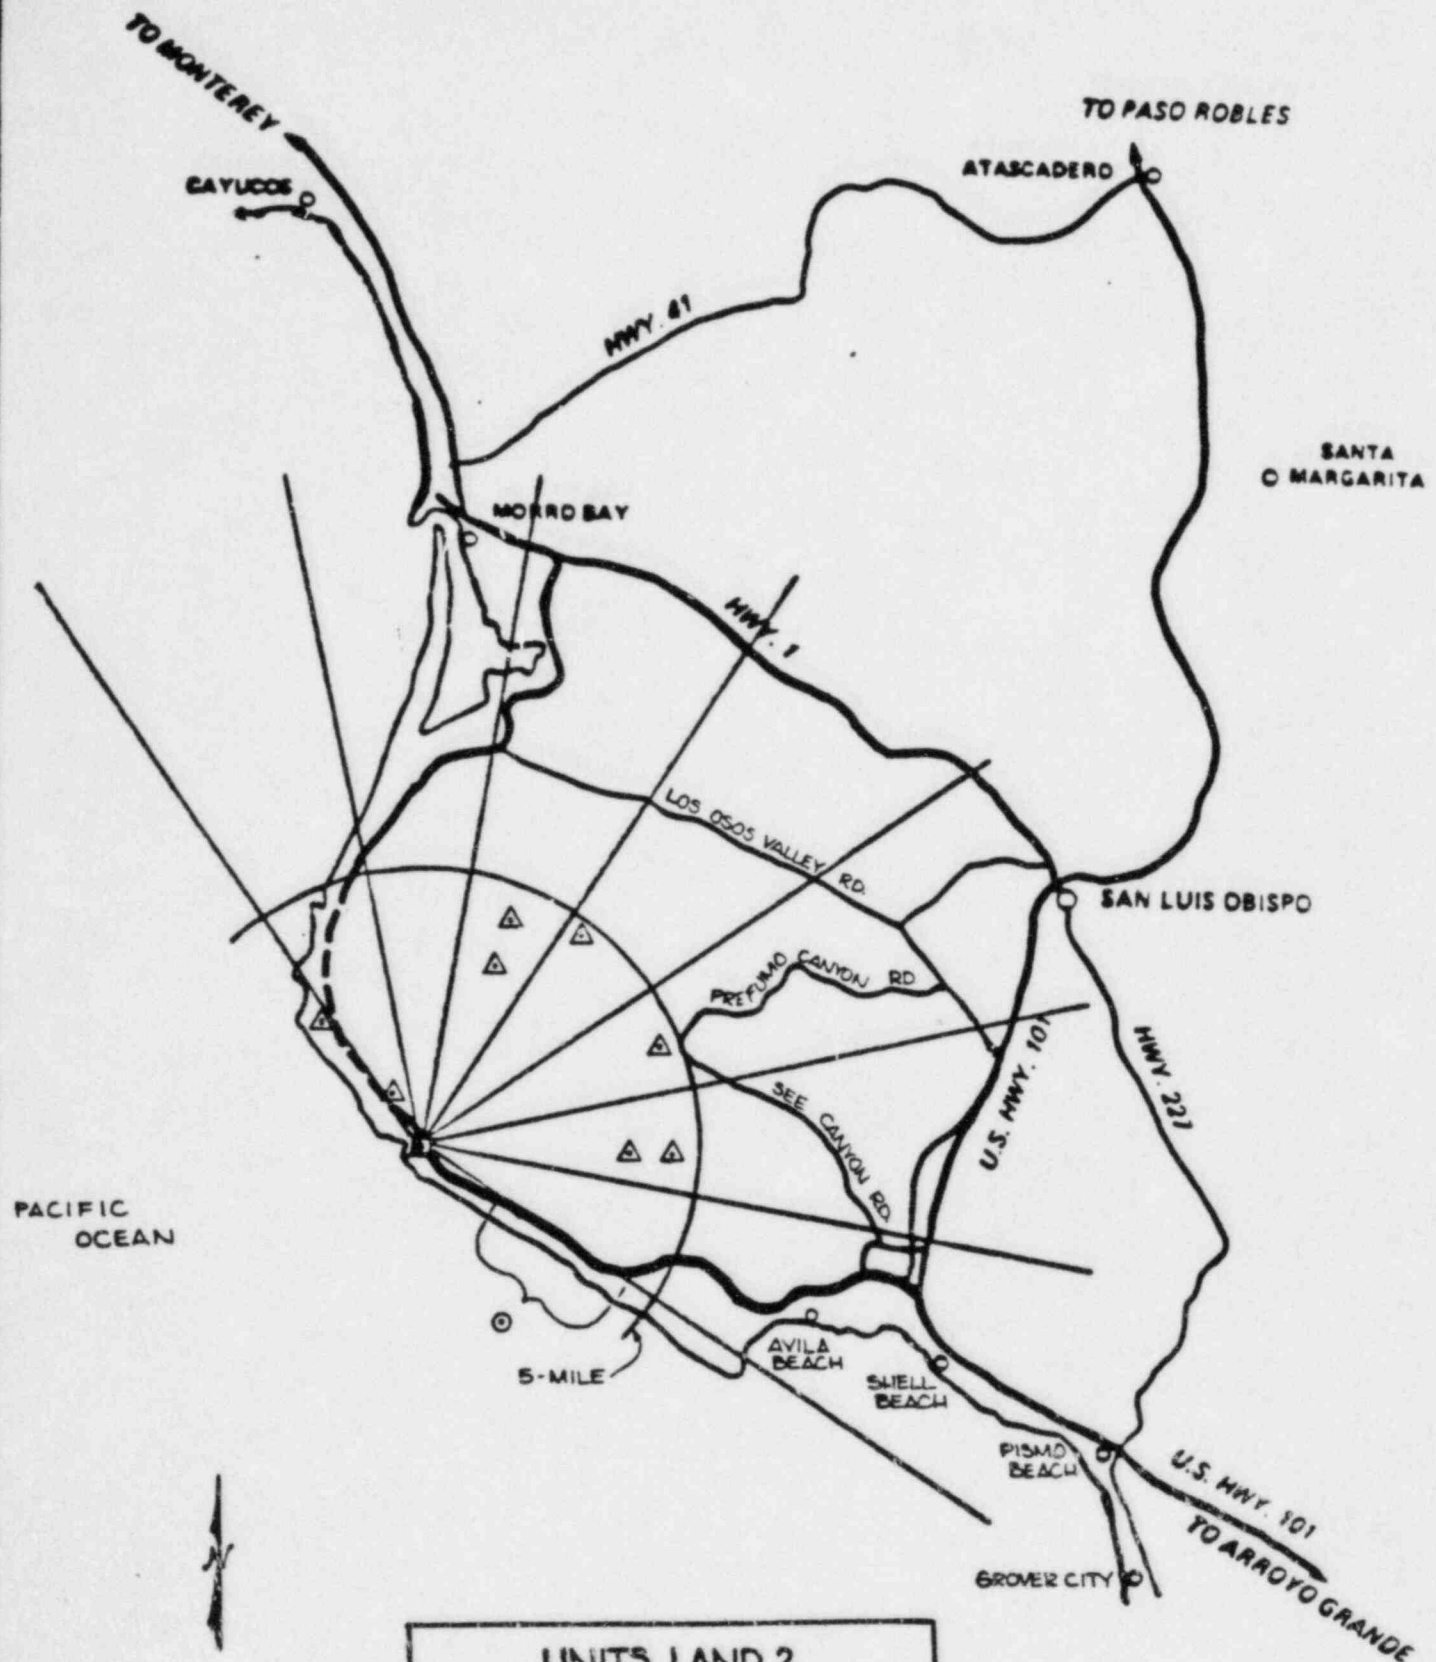 TO MONTEREY
TO PASO ROBLES
ATASCADERO
CAYUCOS
HWY. 41
SANTA
MARGARITA
MORRO BAY
HWY. 1
LOS OSOS VALLEY RD.
SAN LUIS OBISPO
PREFUMO CANYON RD
U.S. HWY. 101
HWY. 227
SEE CANYON RD.
PACIFIC
OCEAN
5-MILE
AVILA
BEACH
SHELL
BEACH
PISMO
BEACH
U.S. HWY. 101
TO ARROYO GRANDE
GROVER CITY
N
UNITS 1 AND 2